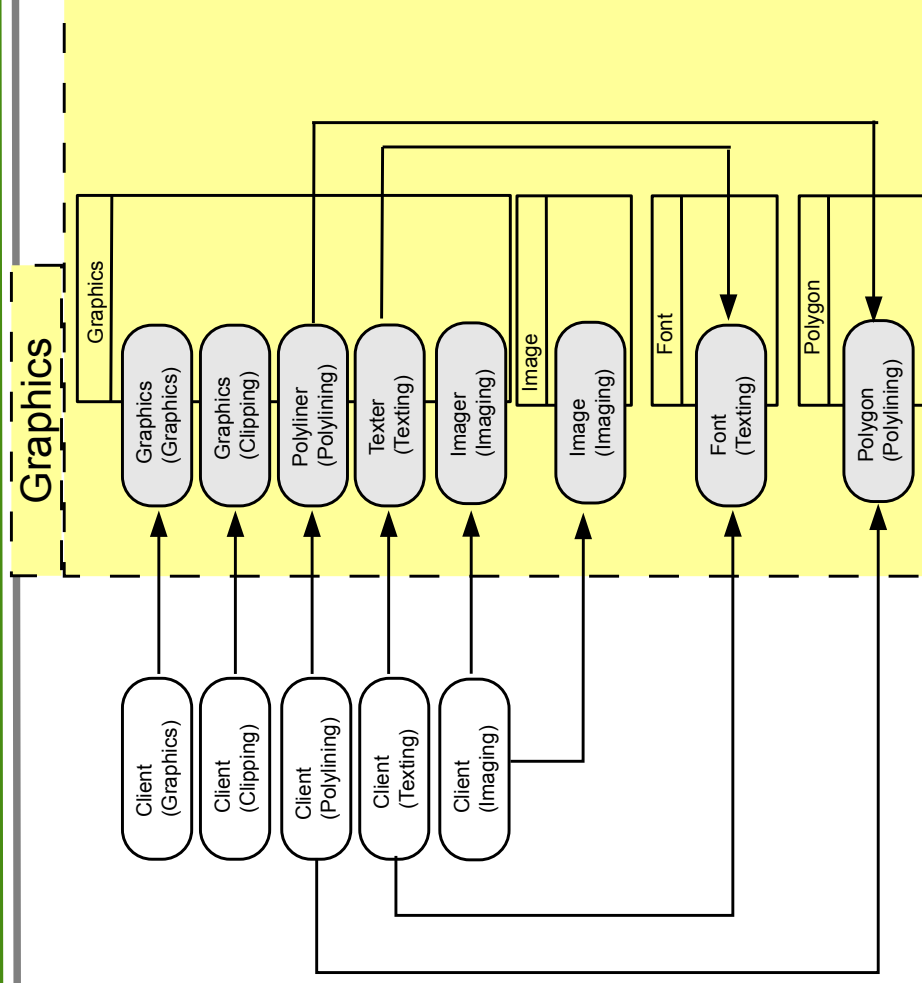 Graphics
Graphics
Image
Font
Polygon
Graphics
(Graphics)
Graphics
(Clipping)
Polyliner
(Polylining)
Texter
(Texting)
Imager
(Imaging)
Image
(Imaging)
Font
(Texting)
Polygon
(Polylining)
Client
(Graphics)
Client
(Clipping)
Client
(Polylining)
Client
(Texting)
Client
(Imaging)